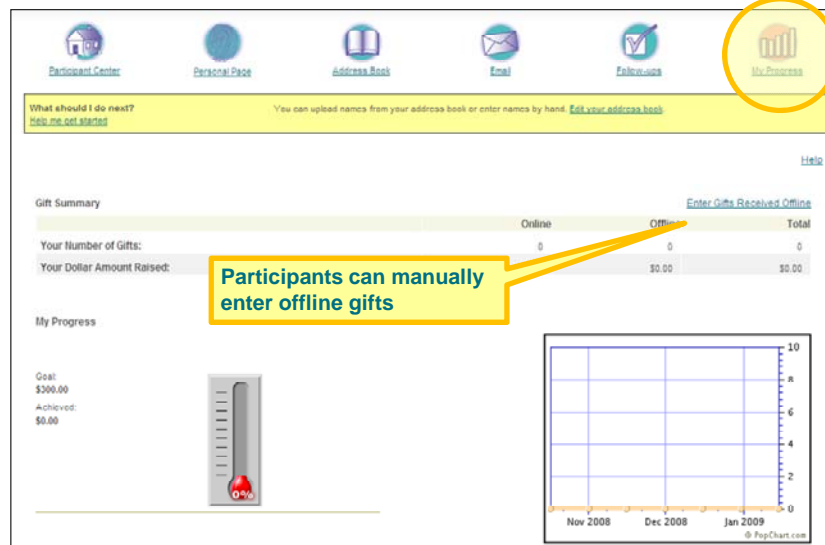 Participant Center Personal Page Address Book Email Follow-ups My Progress
What should I do next? You can upload names from your address book or enter names by hand. Edit your address book.
Help me get started
Help
Gift Summary Enter Gifts Received Offline
Online Offline Total
Your Number of Gifts: 0 0 0
Your Dollar Amount Raised: $0.00 $0.00
Participants can manually
enter offline gifts
My Progress
Goal:
$300.00
Achieved:
$0.00
0%
10
8
6
4
2
0
Nov 2008 Dec 2008 Jan 2009
© PopChart.com